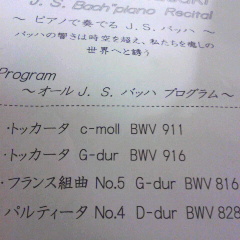 J. S. Bach piano Recital
~ ピアノで奏でる J. S. バッハ ~
バッハの響きは時空を超え、私たちを癒しの
世界へと誘う
Program
~ オール J. S. バッハ プログラム ~
・トッカータ c-moll BWV 911
・トッカータ G-dur BWV 916
・フランス組曲 No.5 G-dur BWV 816
パルティータ No.4 D-dur BWV 828